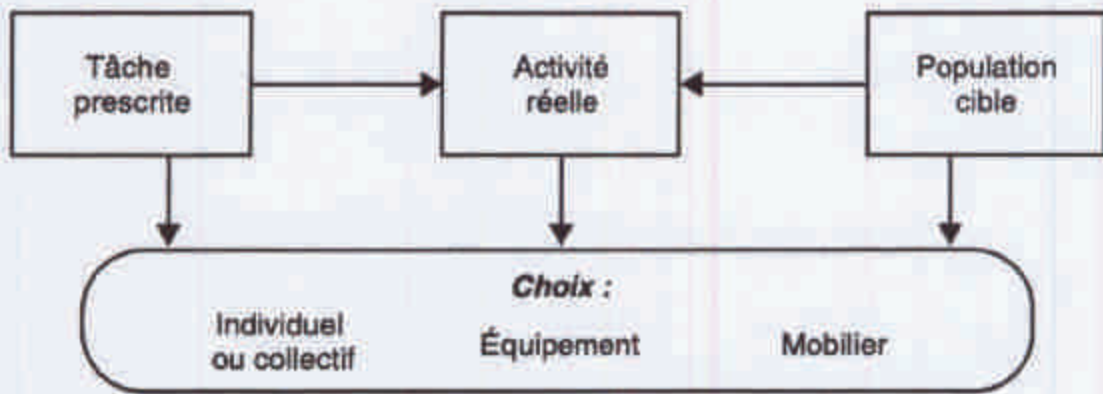 Tâche
prescrite
Activité
réelle
Population
cible
Choix :
Individuel
ou collectif
Équipement
Mobilier